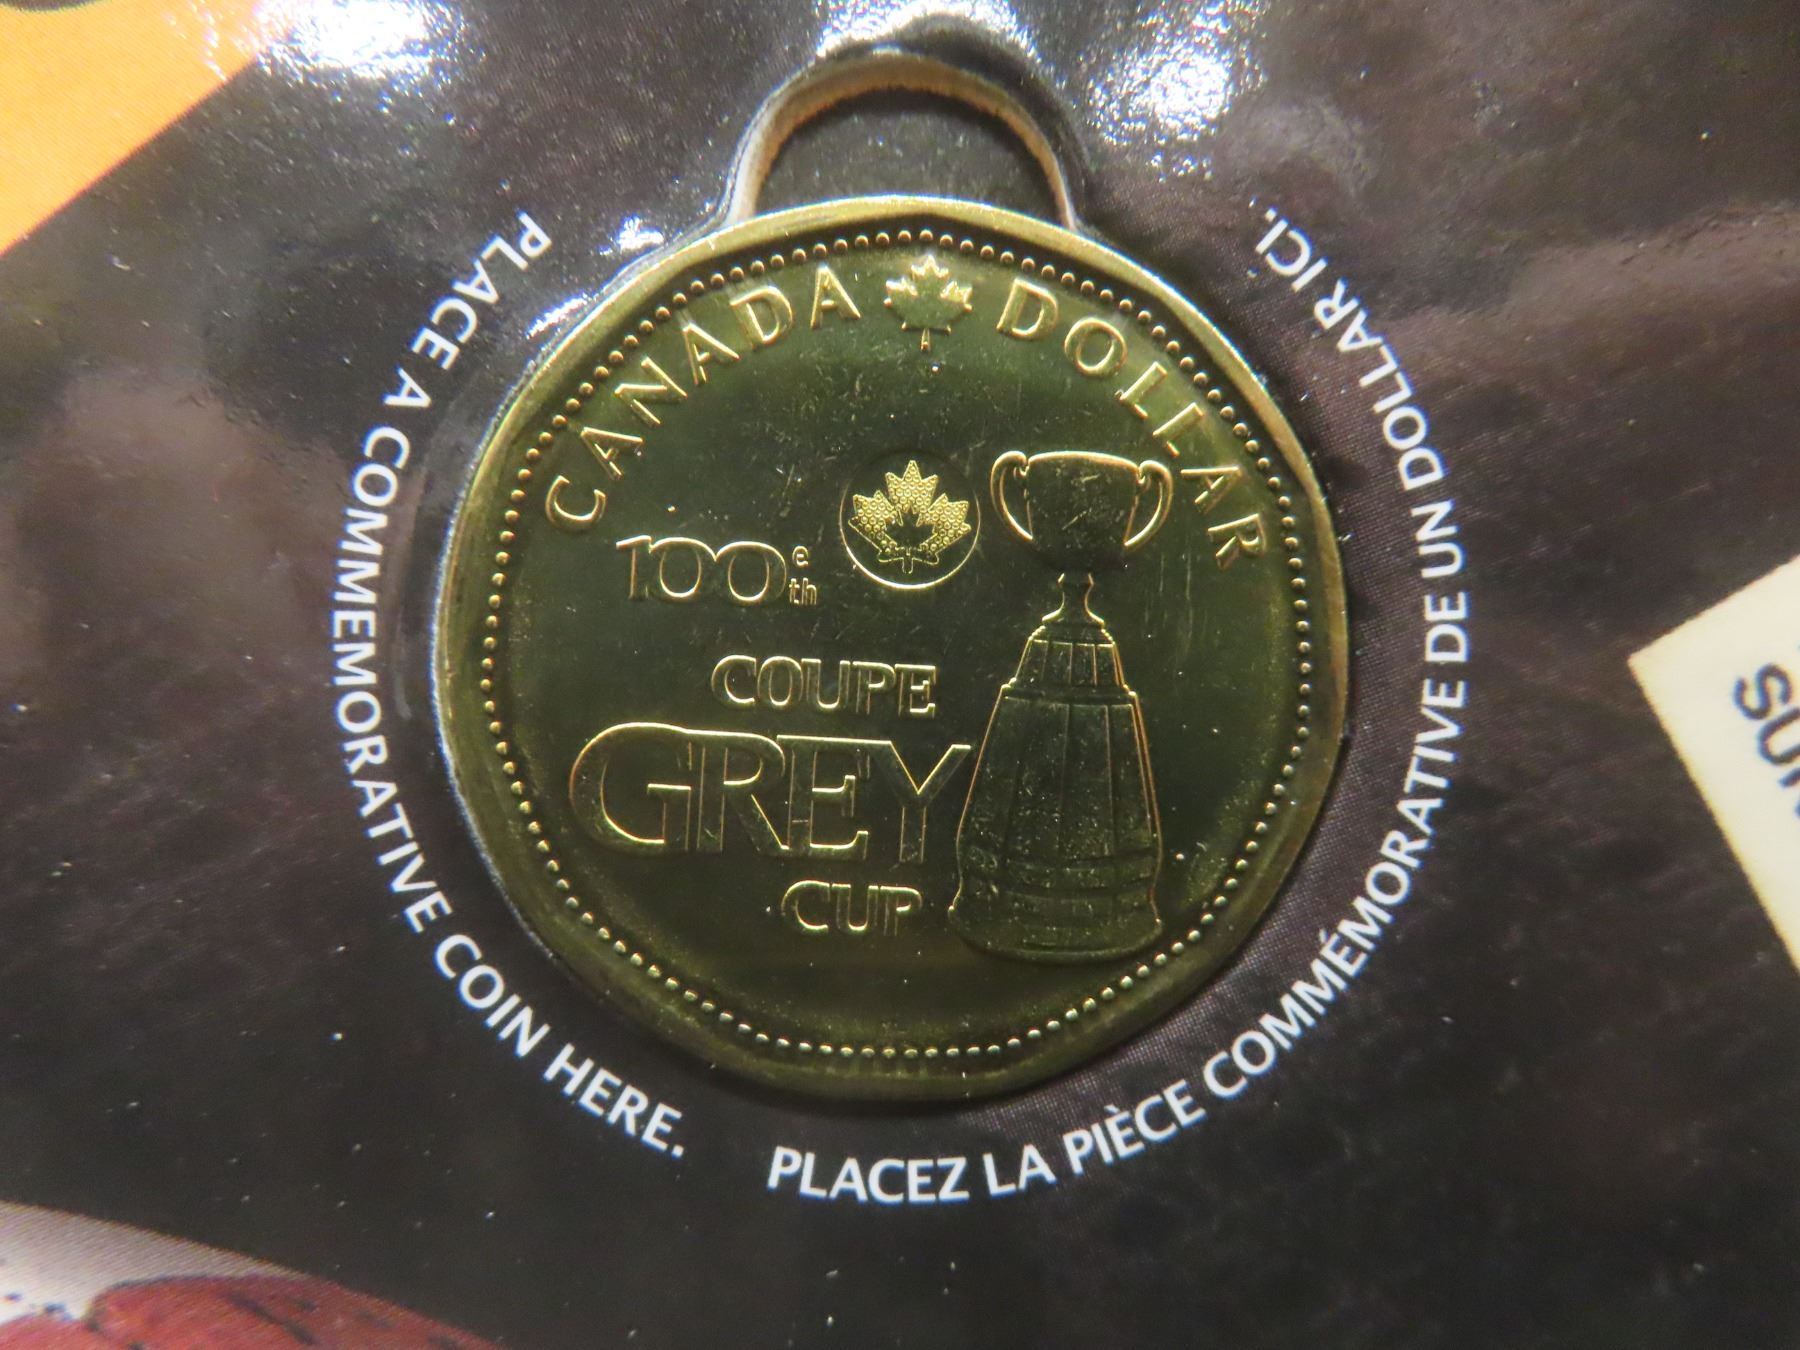 PLACE A COMMEMORATIVE COIN HERE.
PLACEZ LA PIÈCE COMMÉMORATIVE DE UN DOLLAR ICI.
CANADA DOLLAR
100e th
COUPE
GREY
CUP